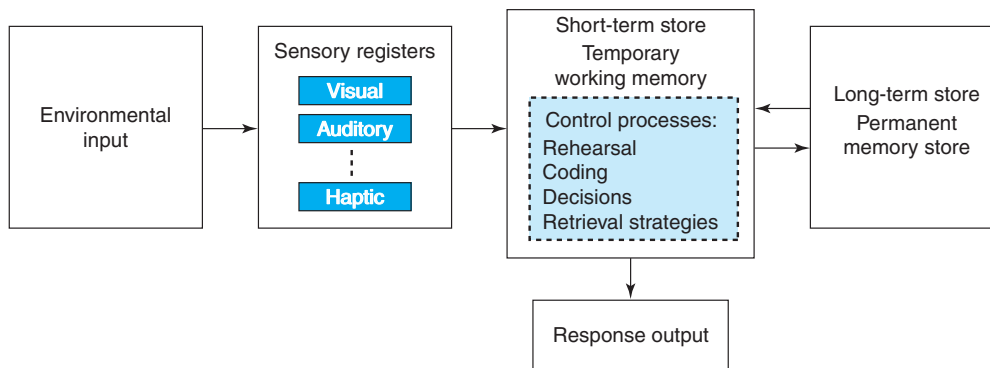 Environmental
input
Sensory registers
Visual
Auditory
Haptic
Short-term store
Temporary
working memory
Control processes:
Rehearsal
Coding
Decisions
Retrieval strategies
Long-term store
Permanent
memory store
Response output